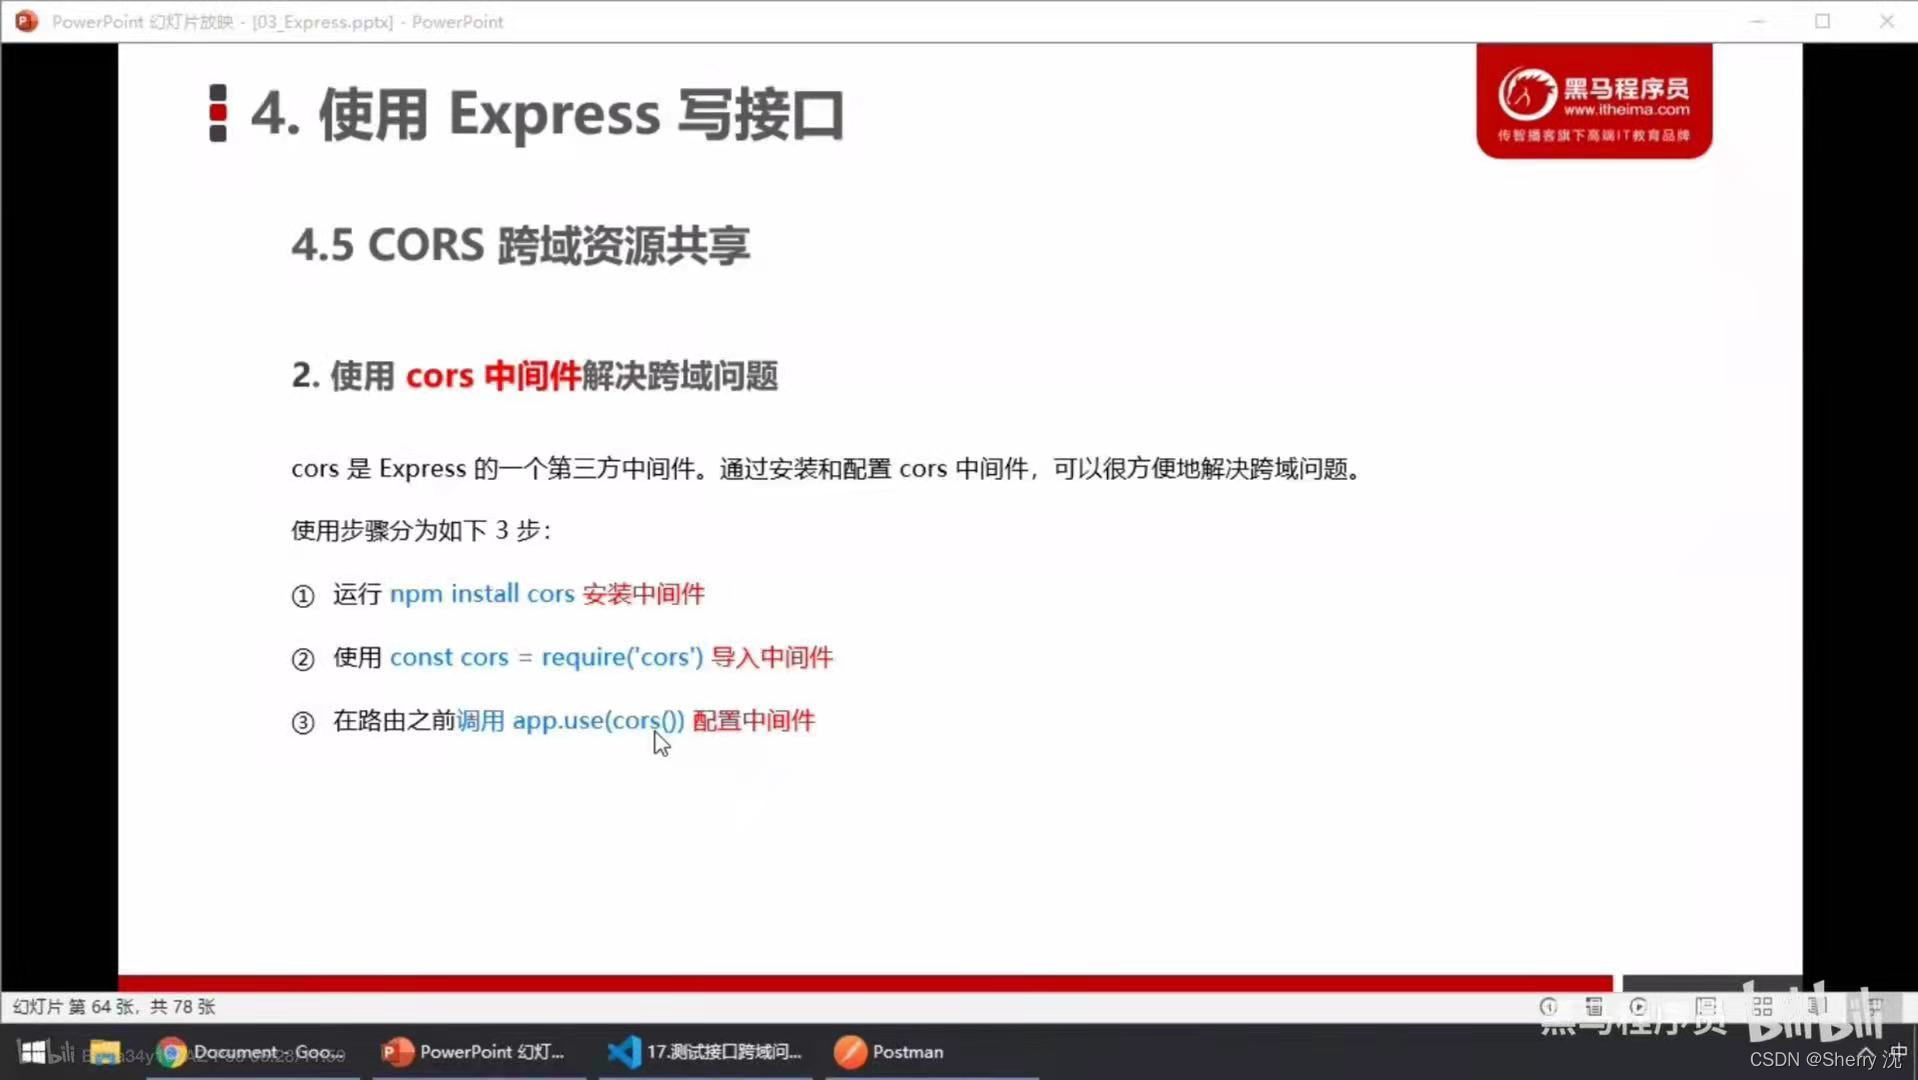 PowerPoint 幻灯片放映 - [03_Express.pptx] - PowerPoint
4. 使用 Express 写接口
黑马程序员
www.itheima.com
传智播客旗下高端IT教育品牌
4.5 CORS 跨域资源共享
2. 使用 cors 中间件解决跨域问题
cors 是 Express 的一个第三方中间件。通过安装和配置 cors 中间件，可以很方便地解决跨域问题。
使用步骤分为如下 3 步：
① 运行 npm install cors 安装中间件
② 使用 const cors = require('cors') 导入中间件
③ 在路由之前调用 app.use(cors()) 配置中间件
幻灯片 第 64 张，共 78 张
黑马程序员 bilibili
Document - Goo...
PowerPoint 幻灯...
17.测试接口跨域问...
Postman
中
CSDN @Sherry 沈